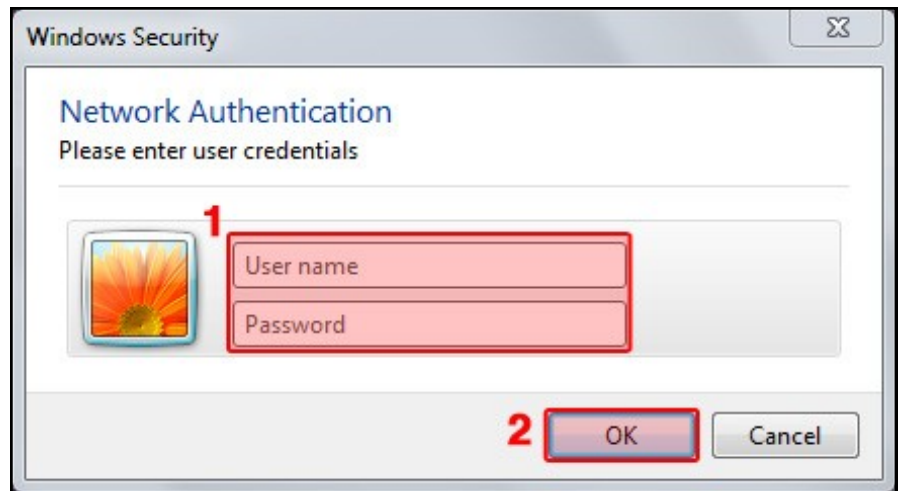 Windows Security
Network Authentication
Please enter user credentials
1
User name
Password
2 OK Cancel